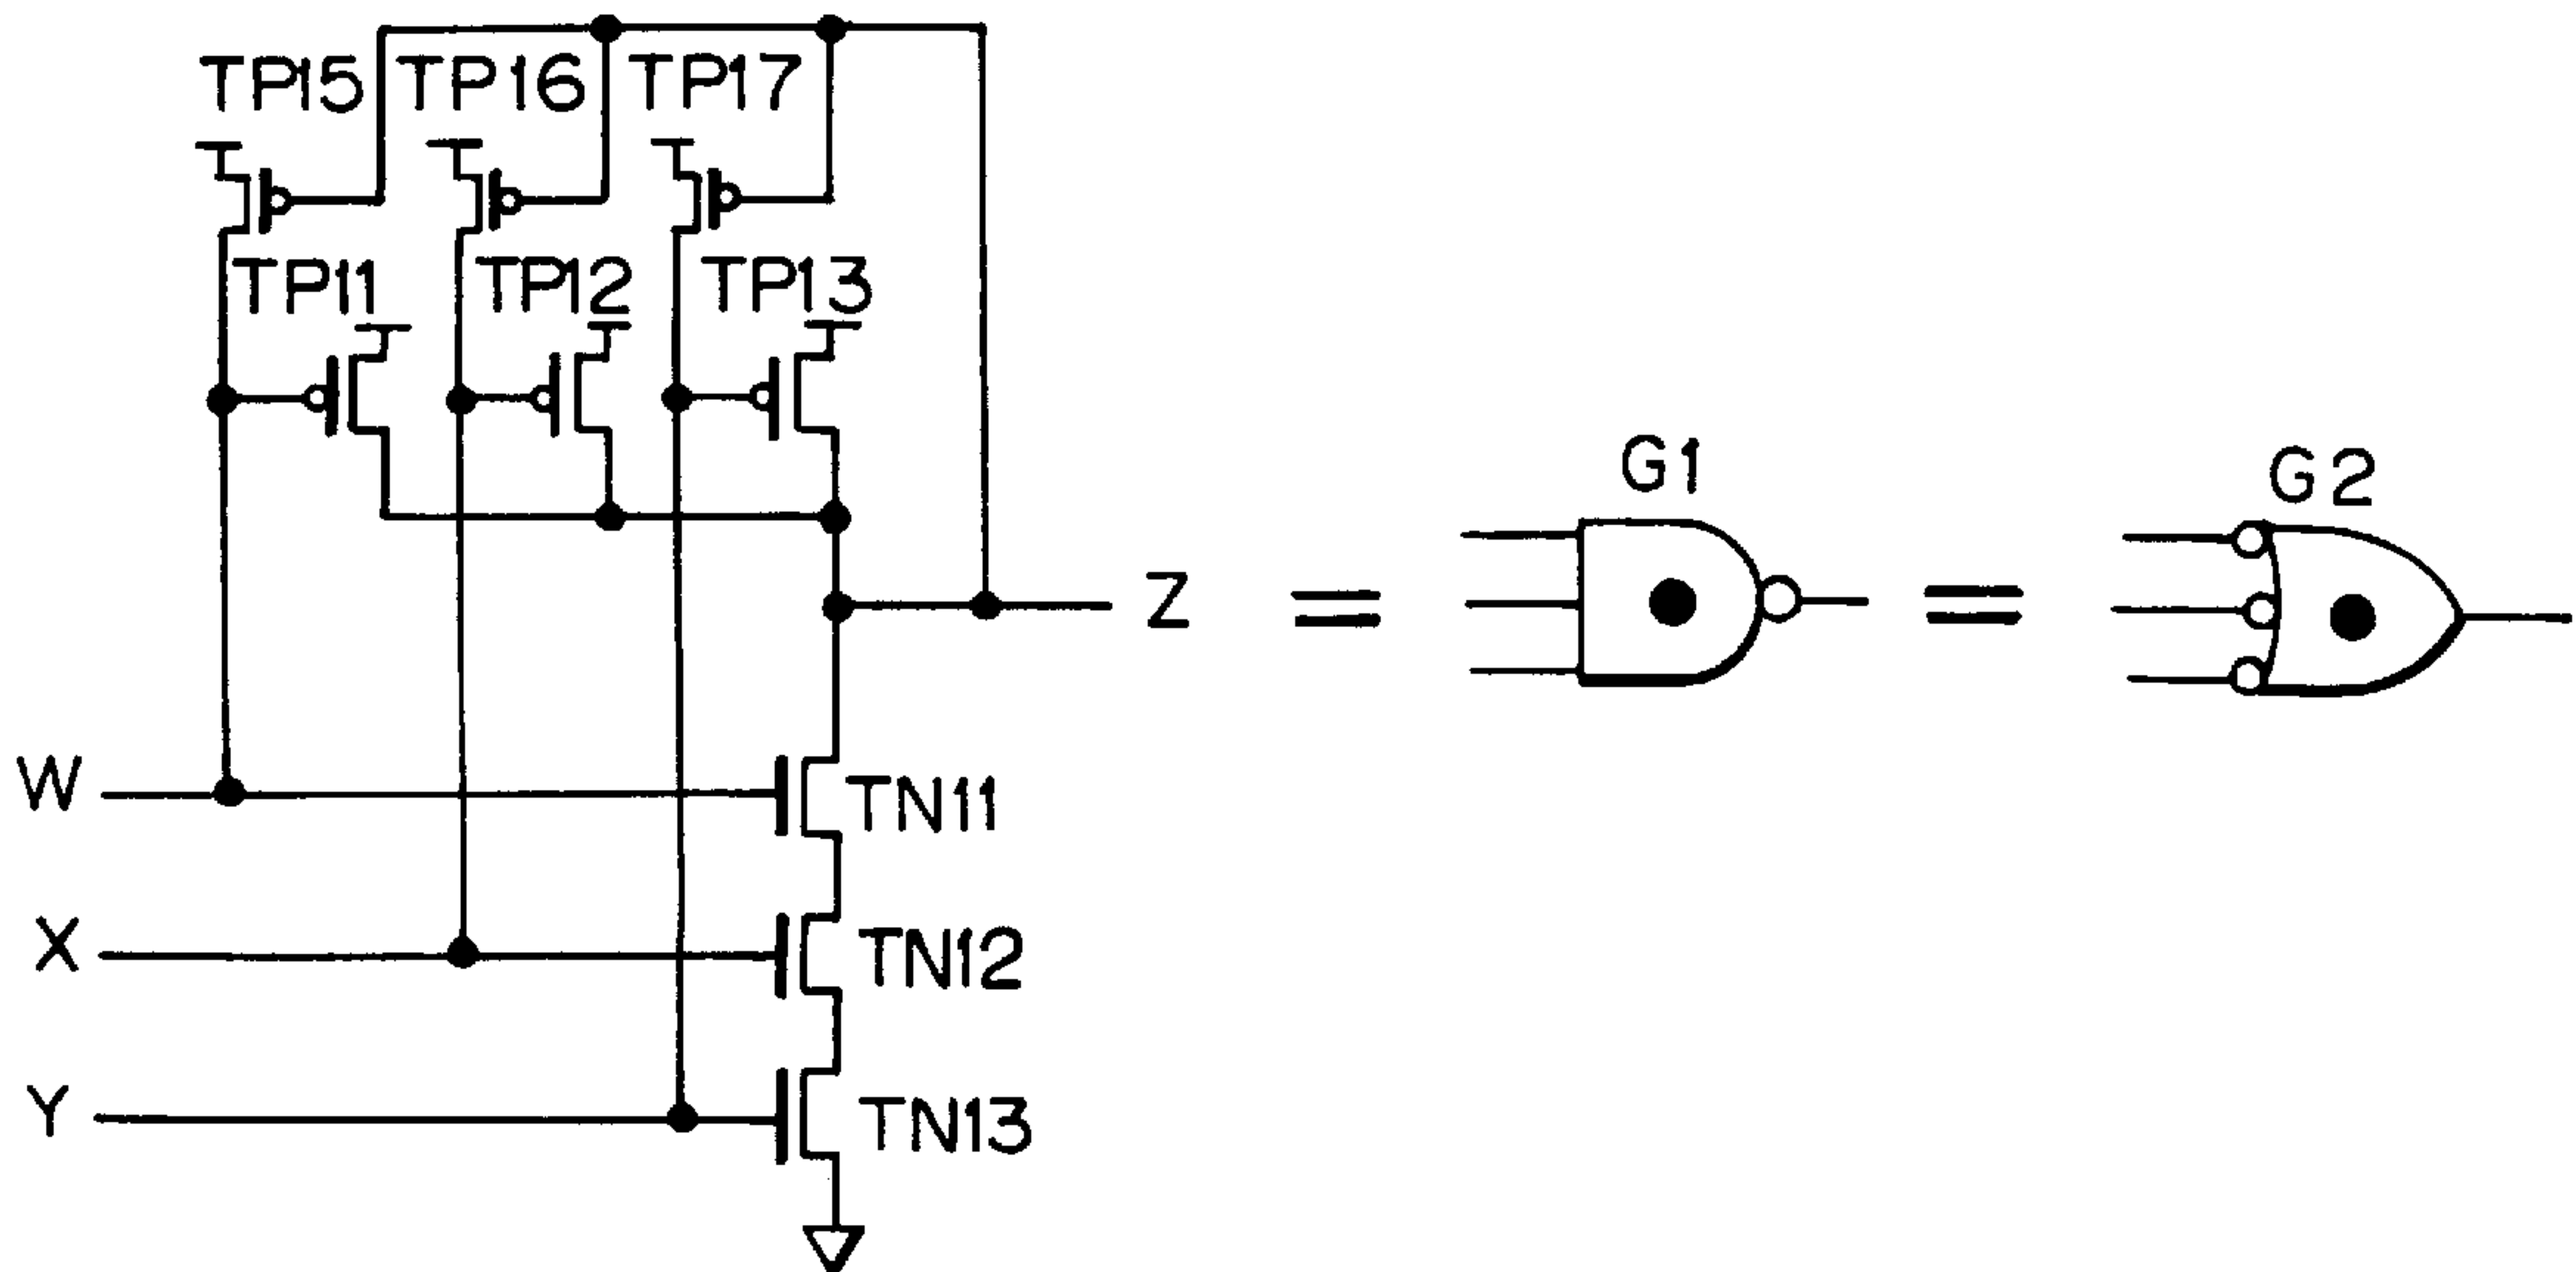 TP15 TP16 TP17
TP11 TP12 TP13
G1
G2
Z = =
W
TN11
X
TN12
Y
TN13